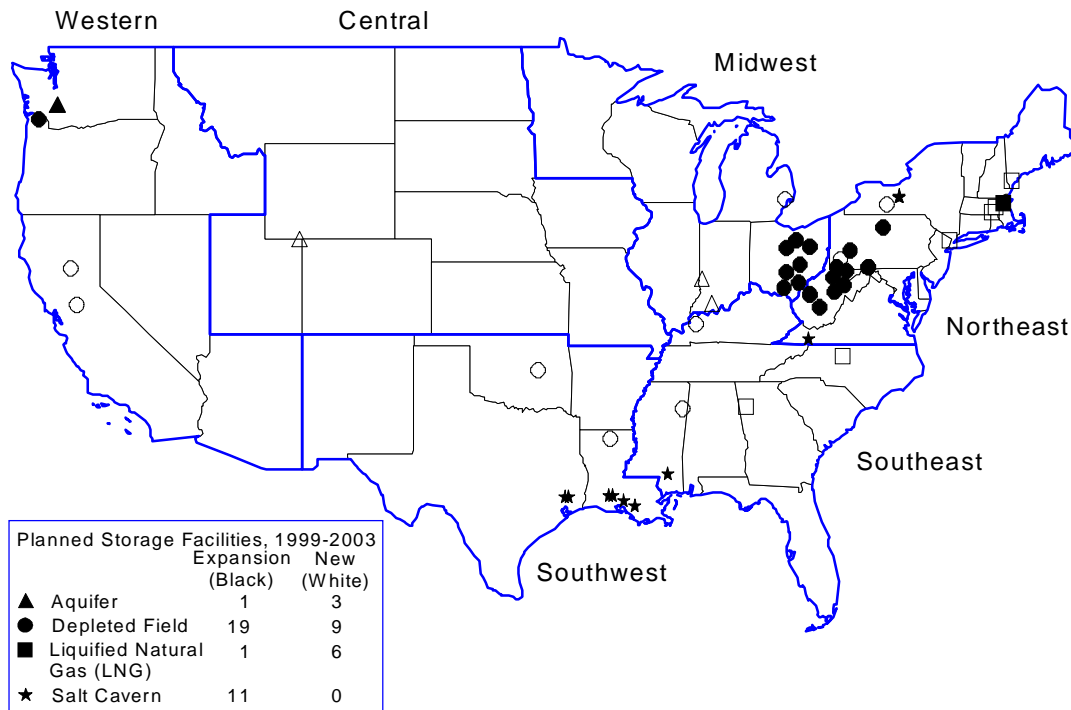 Western Central
Midwest
Northeast
Southeast
Southwest
Planned Storage Facilities, 1999-2003
Expansion New
(Black) (White)
Aquifer 1 3
Depleted Field 19 9
Liquified Natural 1 6
Gas (LNG)
Salt Cavern 11 0